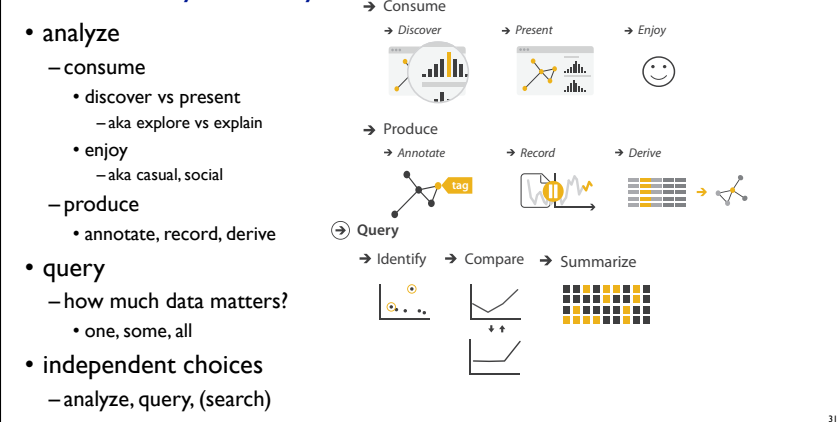 • analyze
– consume
• discover vs present
– aka explore vs explain
• enjoy
– aka casual, social
– produce
• annotate, record, derive
• query
– how much data matters?
• one, some, all
• independent choices
– analyze, query, (search)
→ Consume
→ Discover → Present → Enjoy
→ Produce
→ Annotate → Record → Derive
tag
→ Query
→ Identify → Compare → Summarize
31